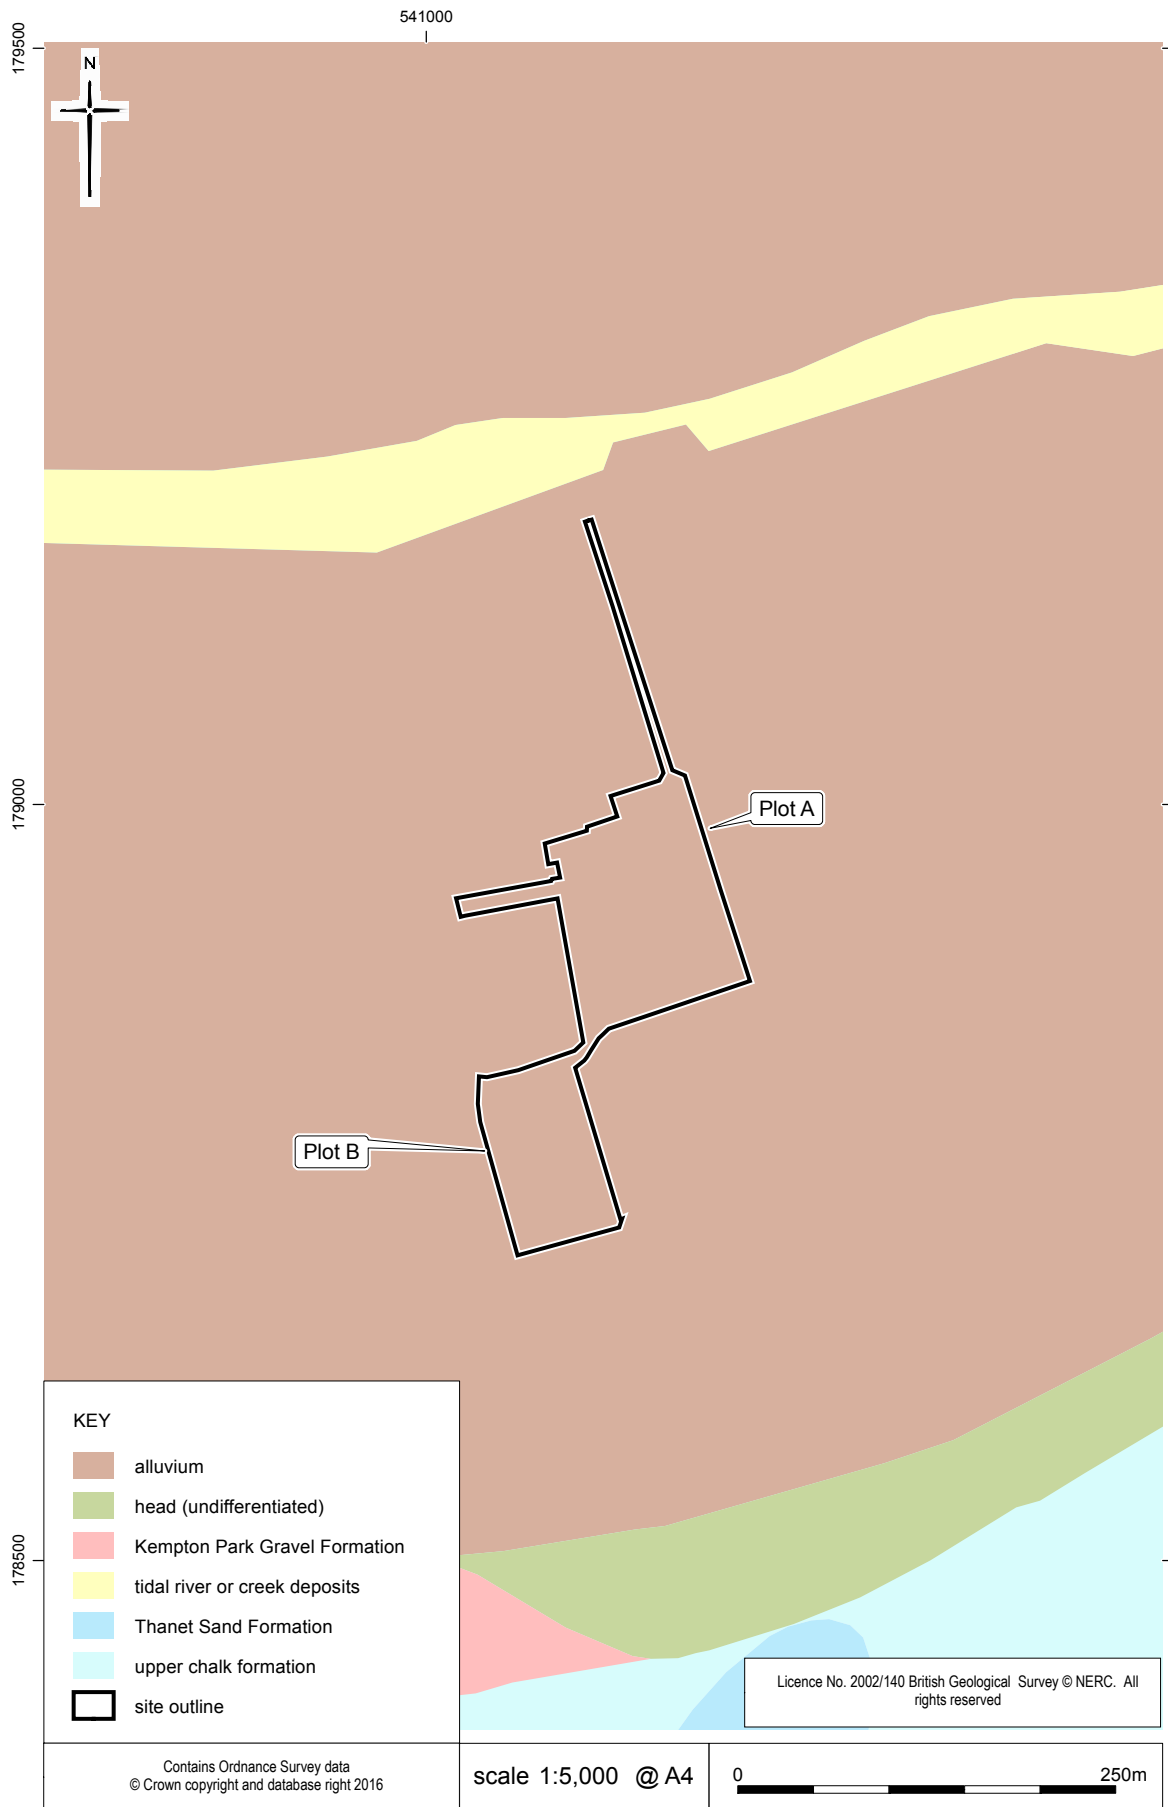 541000
179500
N
179000
Plot A
Plot B
178500
KEY
alluvium
head (undifferentiated)
Kempton Park Gravel Formation
tidal river or creek deposits
Thanet Sand Formation
upper chalk formation
site outline
Licence No. 2002/140 British Geological Survey © NERC. All
rights reserved
Contains Ordnance Survey data
© Crown copyright and database right 2016
scale 1:5,000 @ A4
0 250m